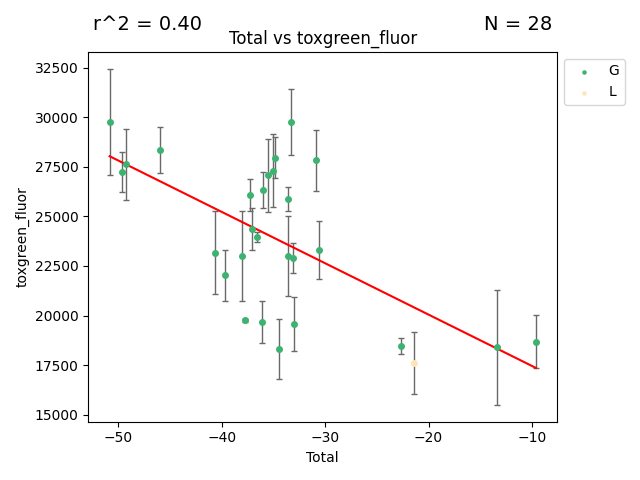 r^2 = 0.40
N = 28
Total vs toxgreen_fluor
G
L
32500
30000
27500
25000
22500
20000
17500
15000
toxgreen_fluor
−50
−40
−30
−20
−10
Total